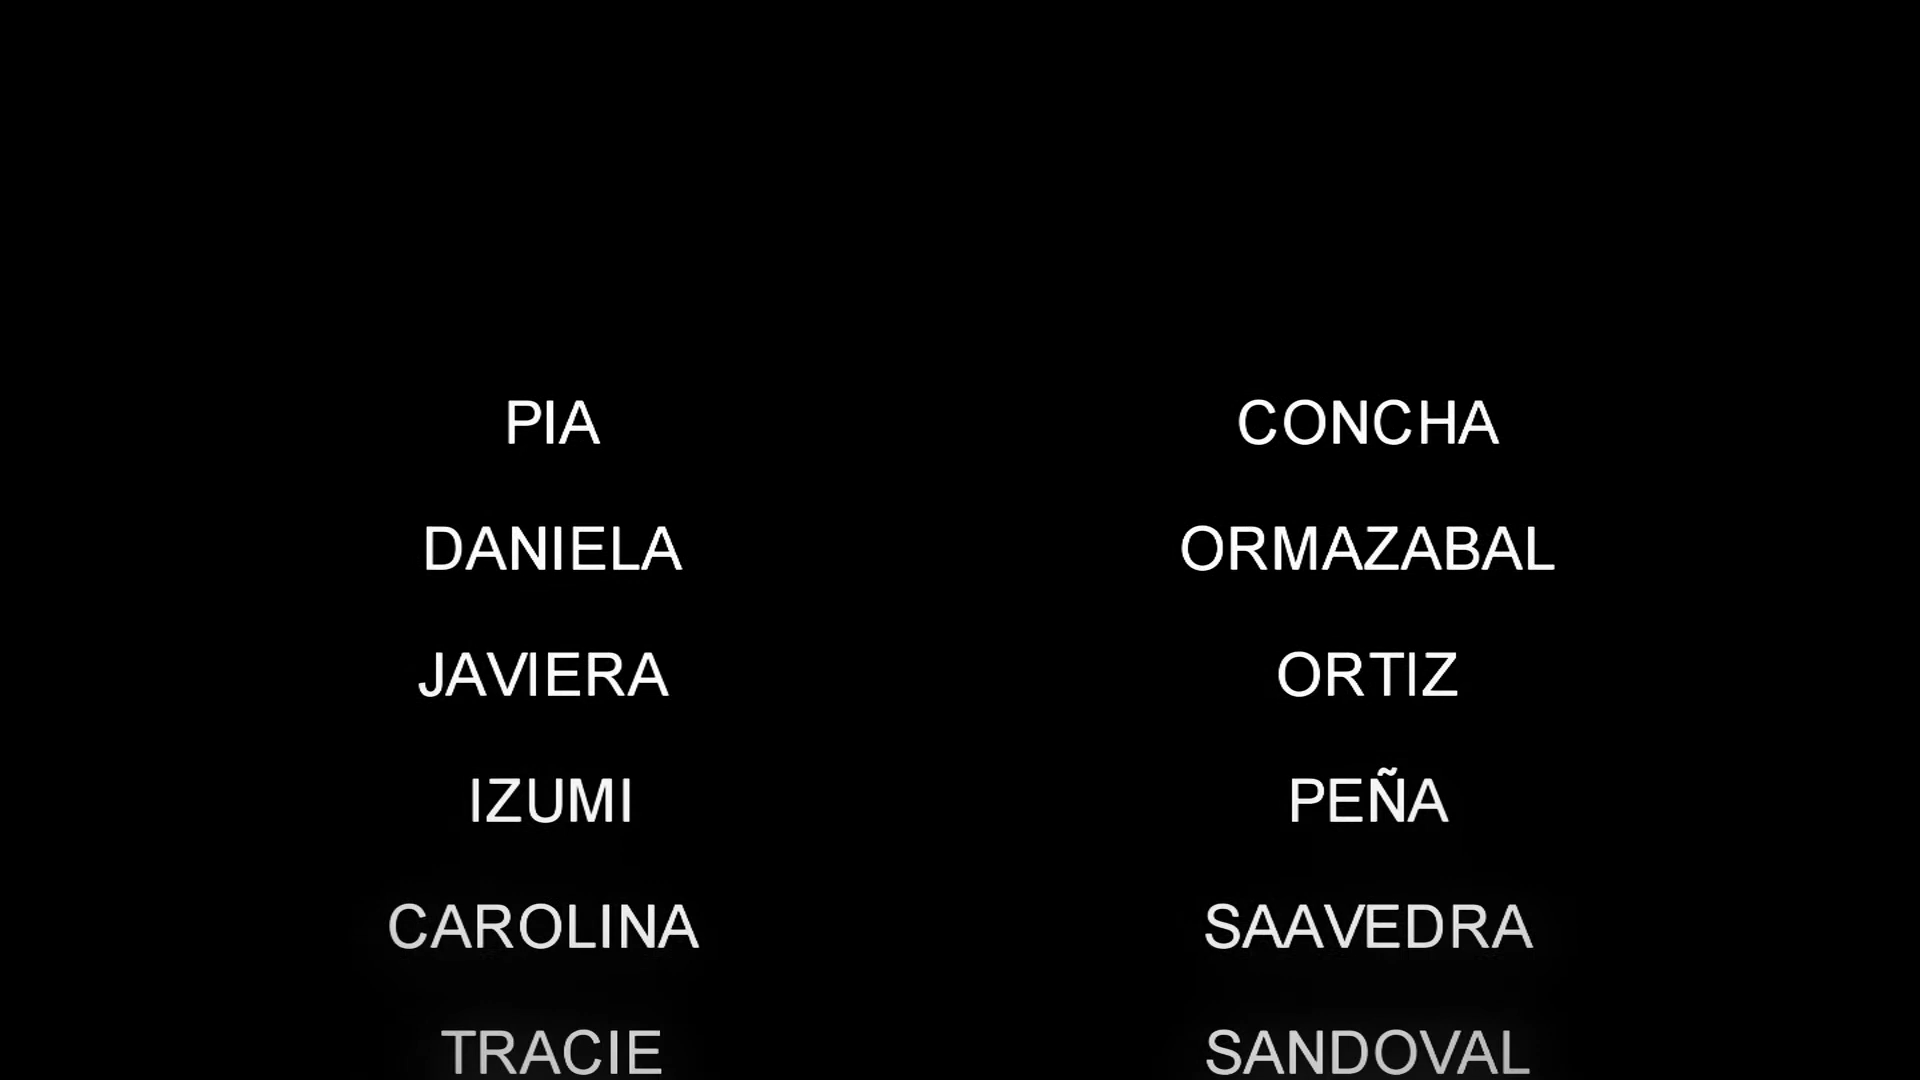 PIA CONCHA
DANIELA ORMAZABAL
JAVIERA ORTIZ
IZUMI PEÑA
CAROLINA SAAVEDRA
TRACIE SANDOVAL